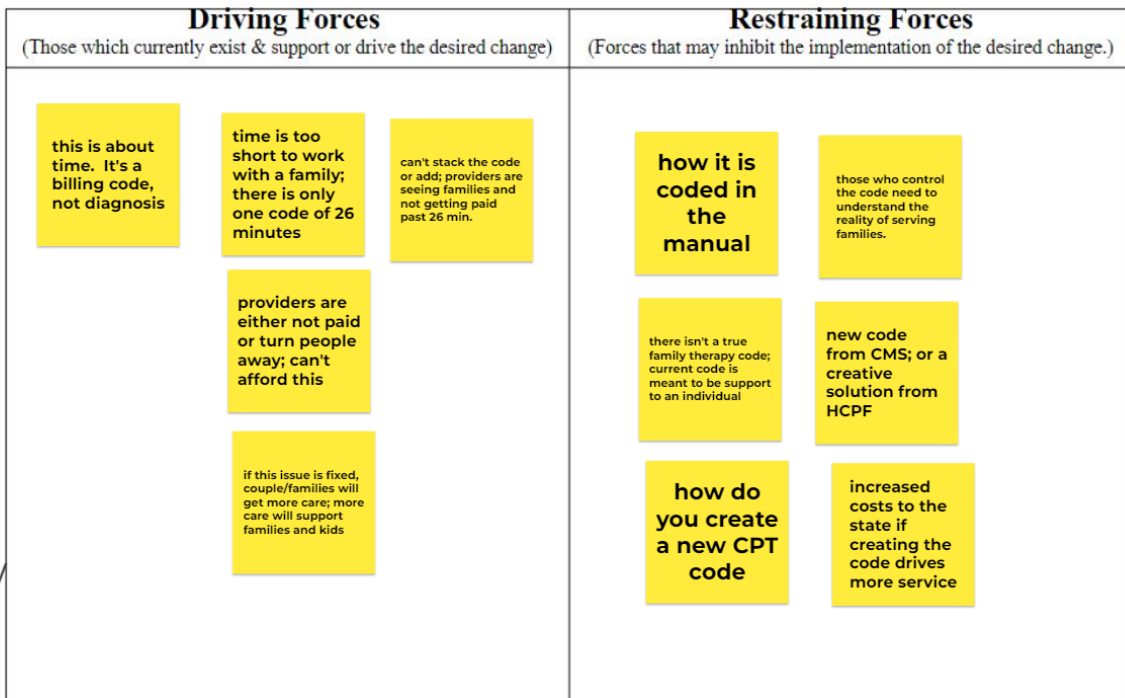 Driving Forces
(Those which currently exist & support or drive the desired change)
this is about
time. It's a
billing code,
not diagnosis
time is too
short to work
with a family;
there is only
one code of 26
minutes
can't stack the code
or add; providers are
seeing families and
not getting paid
past 26 min.
providers are
either not paid
or turn people
away; can't
afford this
if this issue is fixed,
couple/families will
get more care; more
care will support
families and kids
Restraining Forces
(Forces that may inhibit the implementation of the desired change.)
how it is
coded in
the
manual
those who control
the code need to
understand the
reality of serving
families.
there isn't a true
family therapy code;
current code is
meant to be support
to an individual
new code
from CMS; or a
creative
solution from
HCPF
how do
you create
a new CPT
code
increased
costs to the
state if
creating the
code drives
more service